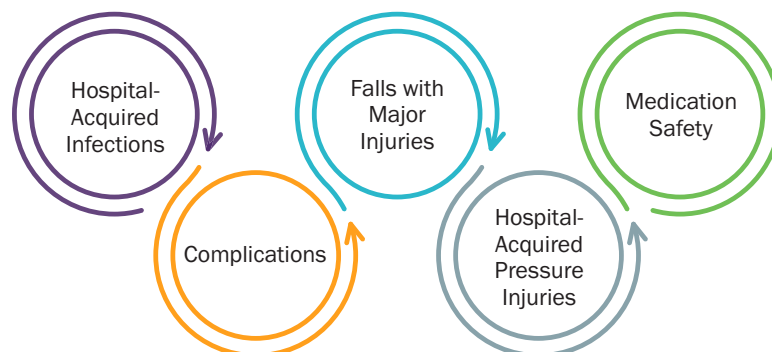 Hospital-
Acquired
Infections
Complications
Falls with
Major
Injuries
Hospital-
Acquired
Pressure
Injuries
Medication
Safety